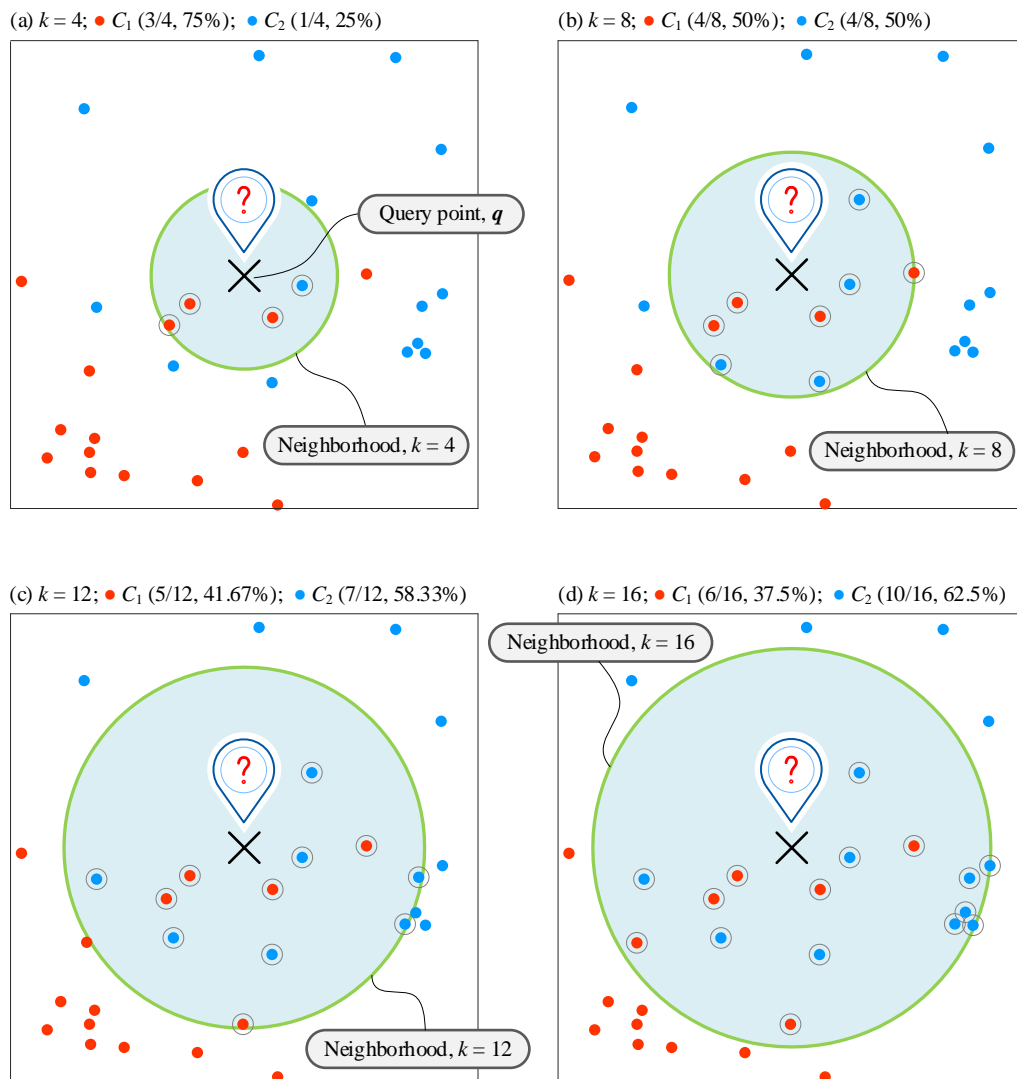 (a) k = 4; C₁ (3/4, 75%); C₂ (1/4, 25%)
?
Query point, q
Neighborhood, k = 4
(b) k = 8; C₁ (4/8, 50%); C₂ (4/8, 50%)
?
Neighborhood, k = 8
(c) k = 12; C₁ (5/12, 41.67%); C₂ (7/12, 58.33%)
?
Neighborhood, k = 12
(d) k = 16; C₁ (6/16, 37.5%); C₂ (10/16, 62.5%)
Neighborhood, k = 16
?